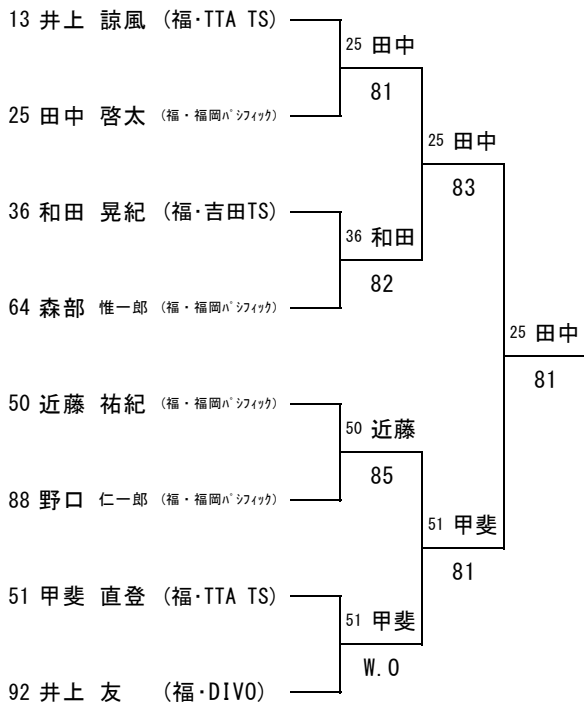 13 井上 諒風 (福・TTA TS)
25 田中
81
25 田中 啓太 (福・福岡ﾊﾟｼﾌｨｯｸ)
25 田中
83
36 和田 晃紀 (福・吉田TS)
36 和田
82
64 森部 惟一郎 (福・福岡ﾊﾟｼﾌｨｯｸ)
25 田中
81
50 近藤 祐紀 (福・福岡ﾊﾟｼﾌｨｯｸ)
50 近藤
85
88 野口 仁一郎 (福・福岡ﾊﾟｼﾌｨｯｸ)
51 甲斐
81
51 甲斐 直登 (福・TTA TS)
51 甲斐
W.O
92 井上 友 (福・DIVO)